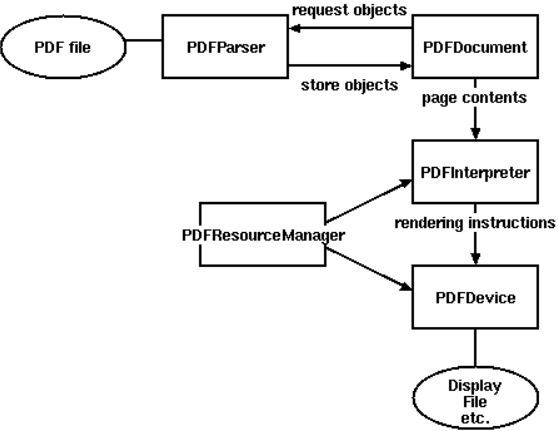 request objects
PDF file
PDFParser
PDFDocument
store objects
page contents
PDFInterpreter
rendering instructions
PDFResourceManager
PDFDevice
Display
File
etc.